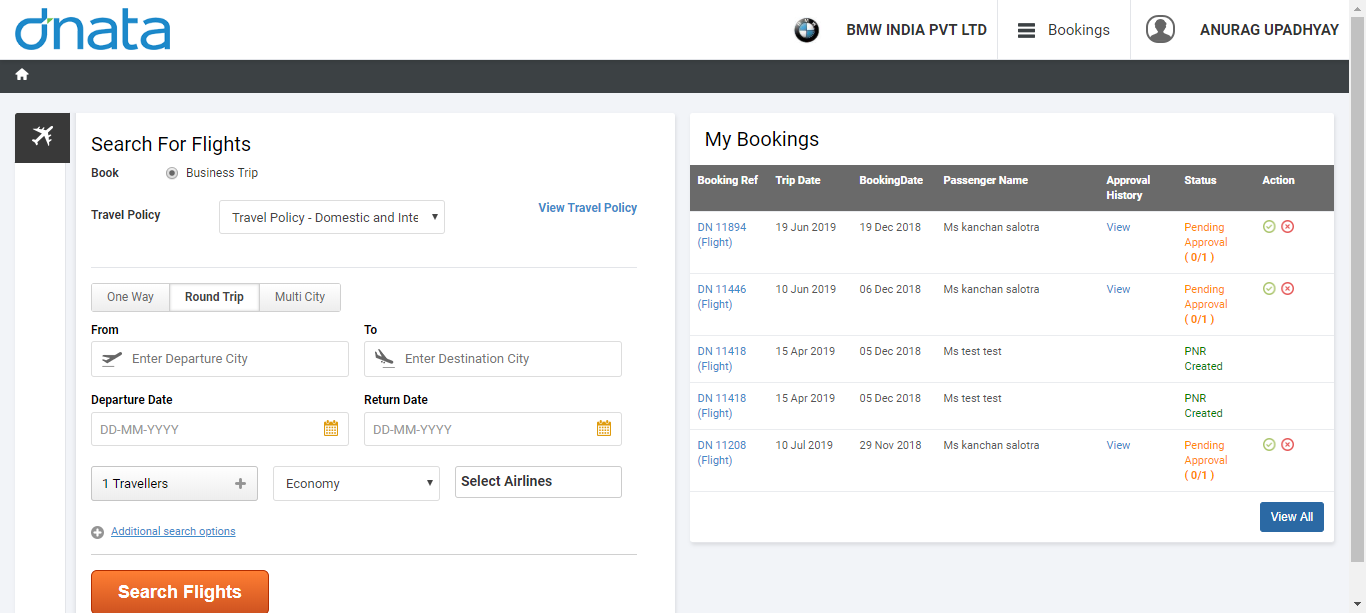 dnata
BMW INDIA PVT LTD
Bookings
ANURAG UPADHYAY
Search For Flights
Book
Business Trip
Travel Policy
Travel Policy - Domestic and Inte
View Travel Policy
One Way
Round Trip
Multi City
From
To
Enter Departure City
Enter Destination City
Departure Date
Return Date
DD-MM-YYYY
DD-MM-YYYY
1 Travellers
Economy
Select Airlines
Additional search options
Search Flights
My Bookings
Booking Ref Trip Date BookingDate Passenger Name Approval Status Action
History
DN 11894 19 Jun 2019 19 Dec 2018 Ms kanchan salotra View Pending
(Flight) Approval
( 0/1 )
DN 11446 10 Jun 2019 06 Dec 2018 Ms kanchan salotra View Pending
(Flight) Approval
( 0/1 )
DN 11418 15 Apr 2019 05 Dec 2018 Ms test test PNR
(Flight) Created
DN 11418 15 Apr 2019 05 Dec 2018 Ms test test PNR
(Flight) Created
DN 11208 10 Jul 2019 29 Nov 2018 Ms kanchan salotra View Pending
(Flight) Approval
( 0/1 )
View All